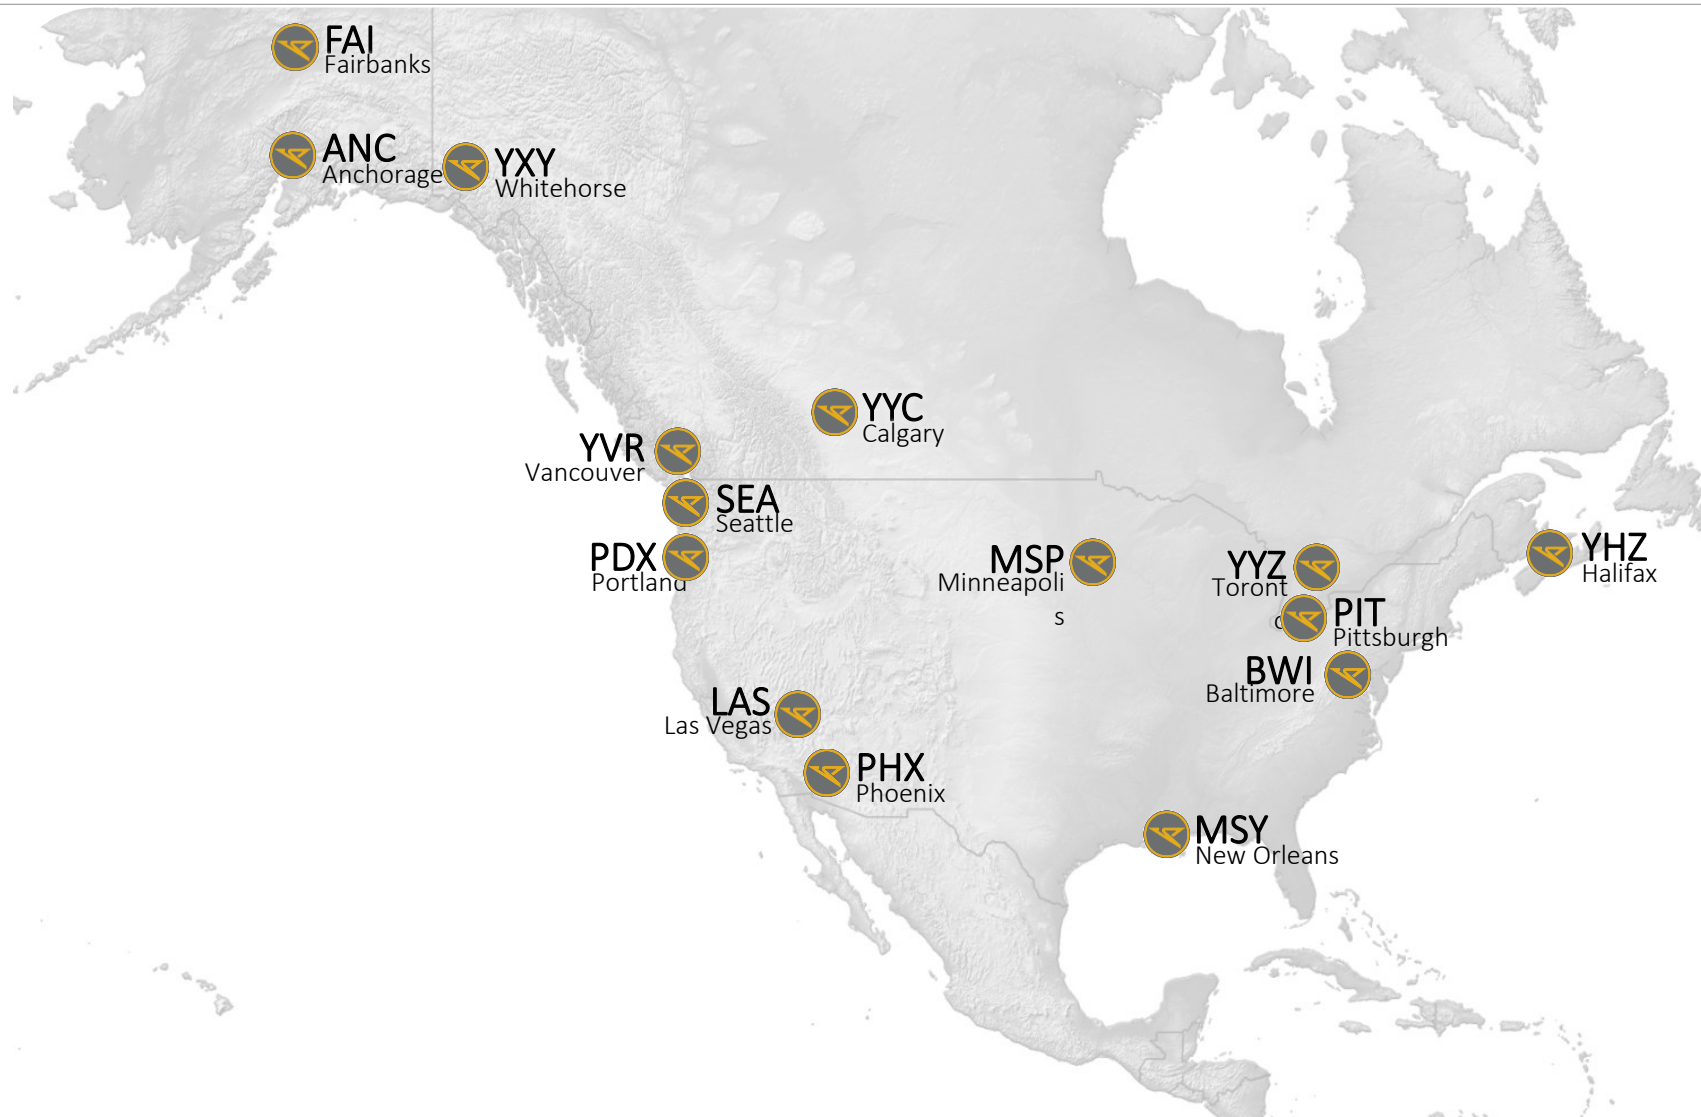 FAI
Fairbanks
ANC
Anchorage
YXY
Whitehorse
YYC
Calgary
YVR
Vancouver
SEA
Seattle
PDX
Portland
MSP
Minneapoli
s
YYZ
Toront
o
YHZ
Halifax
PIT
Pittsburgh
BWI
Baltimore
LAS
Las Vegas
PHX
Phoenix
MSY
New Orleans